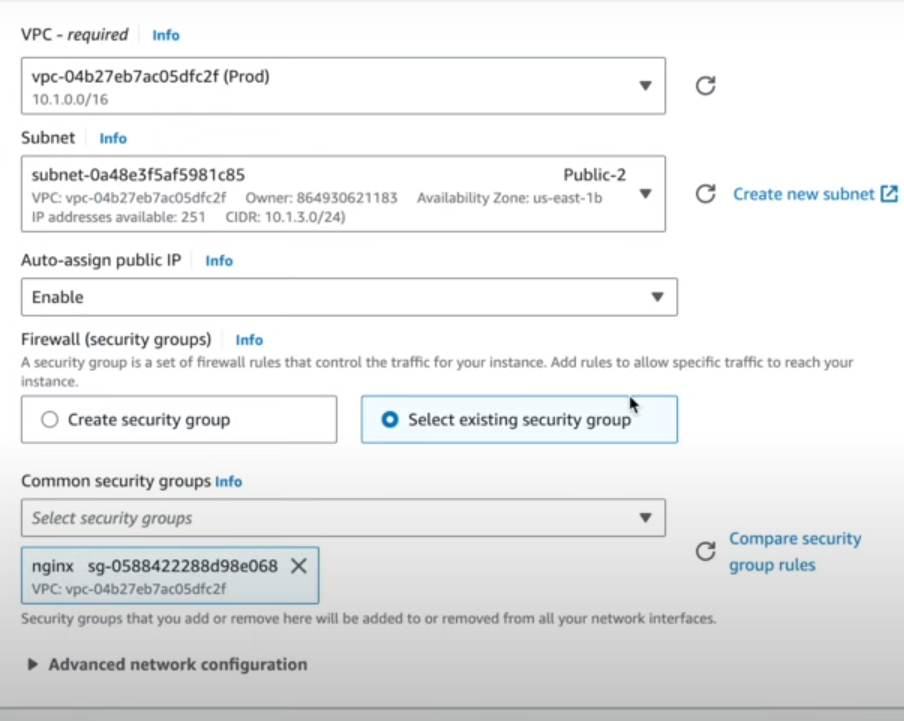 VPC - required Info
vpc-04b27eb7ac05dfc2f (Prod)
10.1.0.0/16
Subnet Info
subnet-0a48e3f5af5981c85 Public-2
VPC: vpc-04b27eb7ac05dfc2f Owner: 864930621183 Availability Zone: us-east-1b
IP addresses available: 251 CIDR: 10.1.3.0/24)
Create new subnet
Auto-assign public IP Info
Enable
Firewall (security groups) Info
A security group is a set of firewall rules that control the traffic for your instance. Add rules to allow specific traffic to reach your
instance.
Create security group
Select existing security group
Common security groups Info
Select security groups
Compare security
group rules
nginx sg-0588422288d98e068
VPC: vpc-04b27eb7ac05dfc2f
Security groups that you add or remove here will be added to or removed from all your network interfaces.
Advanced network configuration